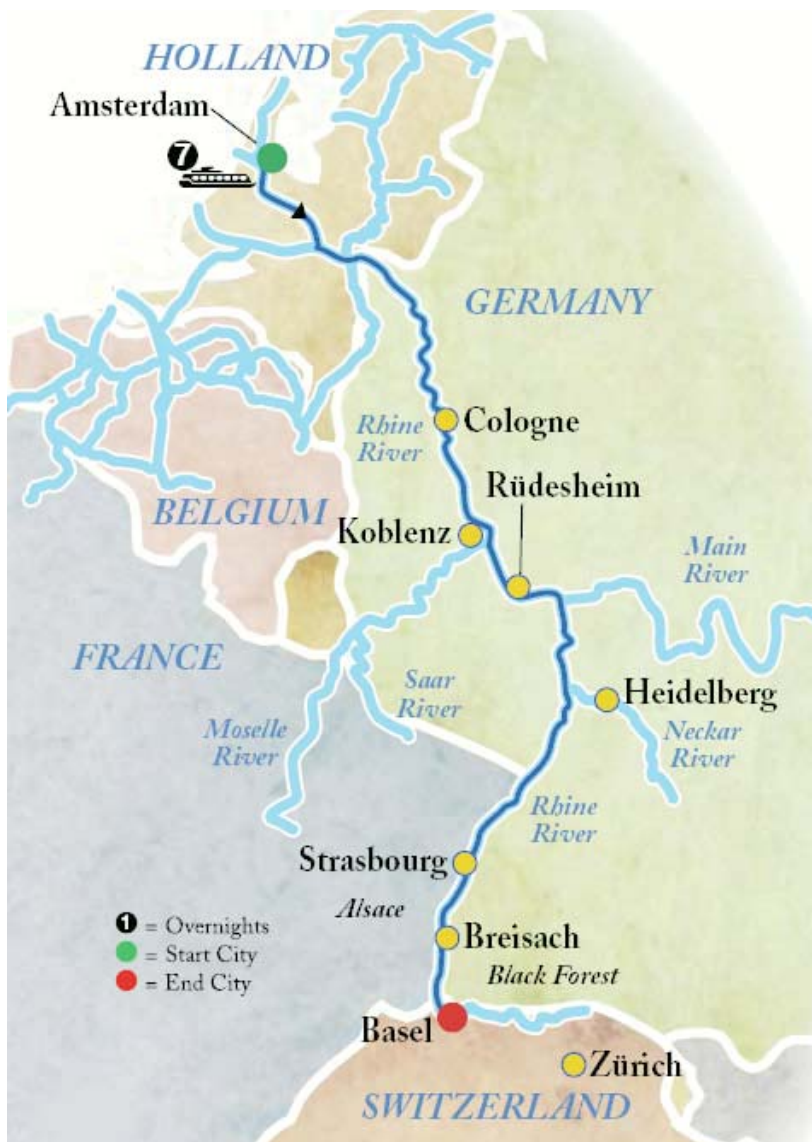 HOLLAND
Amsterdam
7
GERMANY
Rhine
River
Cologne
Rüdesheim
BELGIUM
Koblenz
Main
River
FRANCE
Saar
River
Heidelberg
Moselle
River
Neckar
River
Rhine
River
Strasbourg
Alsace
1 = Overnights
= Start City
= End City
Breisach
Black Forest
Basel
Zürich
SWITZERLAND